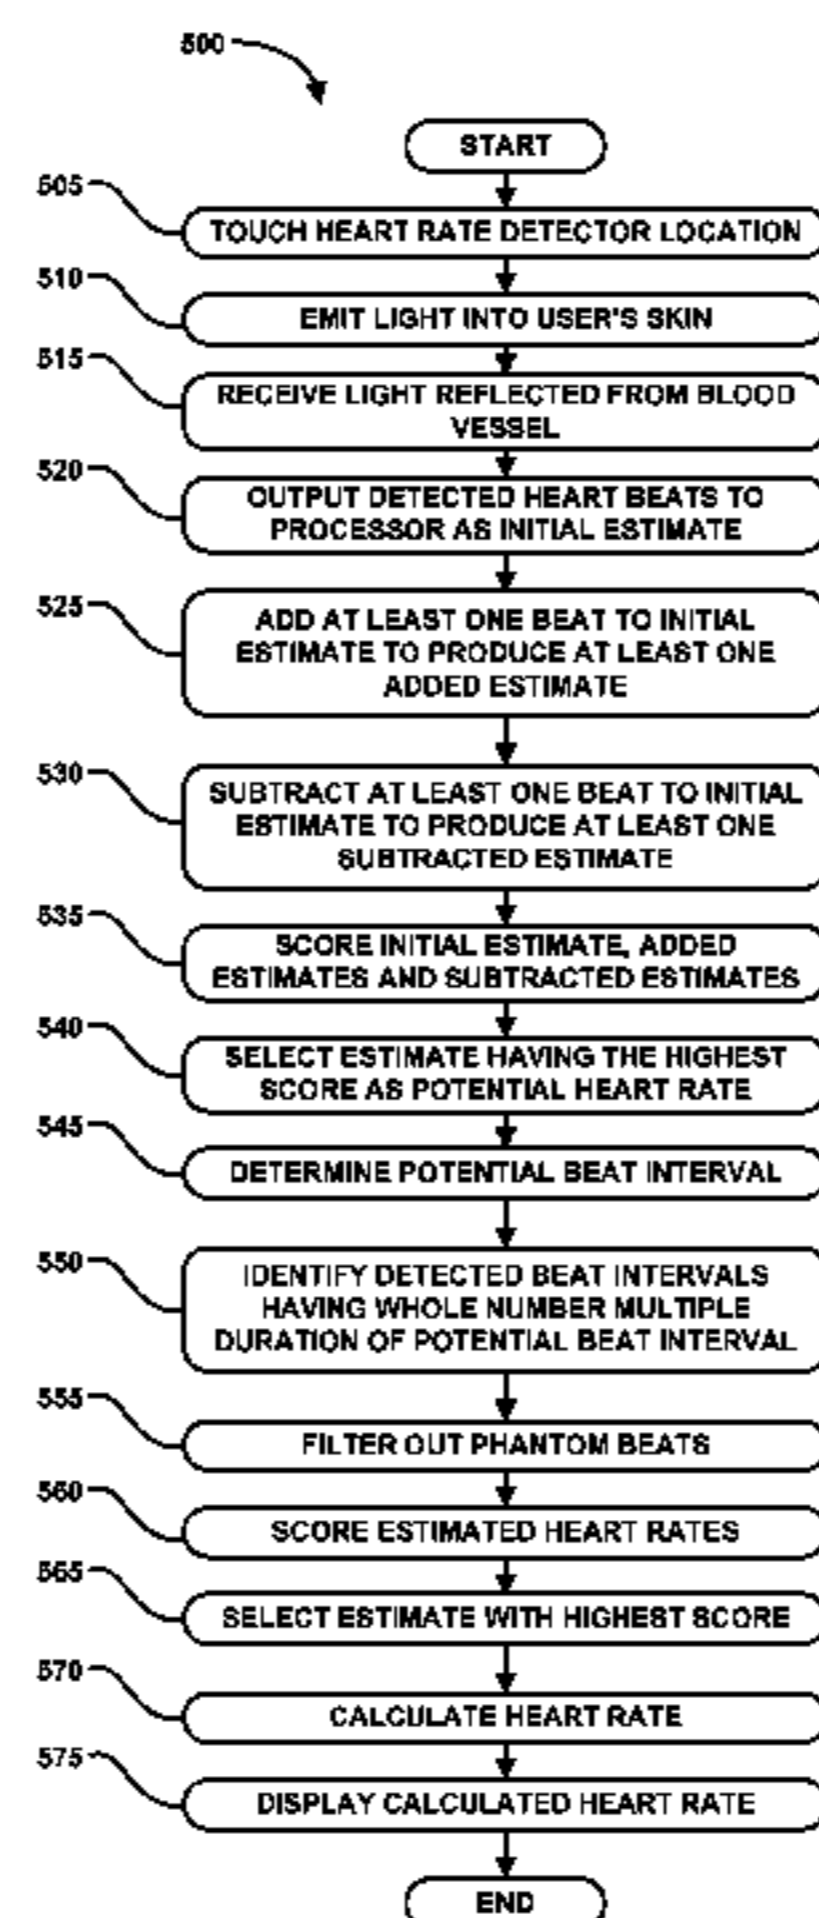 500
START
505
TOUCH HEART RATE DETECTOR LOCATION
510
EMIT LIGHT INTO USER'S SKIN
515
RECEIVE LIGHT REFLECTED FROM BLOOD
VESSEL
520
OUTPUT DETECTED HEART BEATS TO
PROCESSOR AS INITIAL ESTIMATE
525
ADD AT LEAST ONE BEAT TO INITIAL
ESTIMATE TO PRODUCE AT LEAST ONE
ADDED ESTIMATE
530
SUBTRACT AT LEAST ONE BEAT TO INITIAL
ESTIMATE TO PRODUCE AT LEAST ONE
SUBTRACTED ESTIMATE
535
SCORE INITIAL ESTIMATE, ADDED
ESTIMATES AND SUBTRACTED ESTIMATES
540
SELECT ESTIMATE HAVING THE HIGHEST
SCORE AS POTENTIAL HEART RATE
545
DETERMINE POTENTIAL BEAT INTERVAL
550
IDENTIFY DETECTED BEAT INTERVALS
HAVING WHOLE NUMBER MULTIPLE
DURATION OF POTENTIAL BEAT INTERVAL
555
FILTER OUT PHANTOM BEATS
560
SCORE ESTIMATED HEART RATES
565
SELECT ESTIMATE WITH HIGHEST SCORE
570
CALCULATE HEART RATE
575
DISPLAY CALCULATED HEART RATE
END